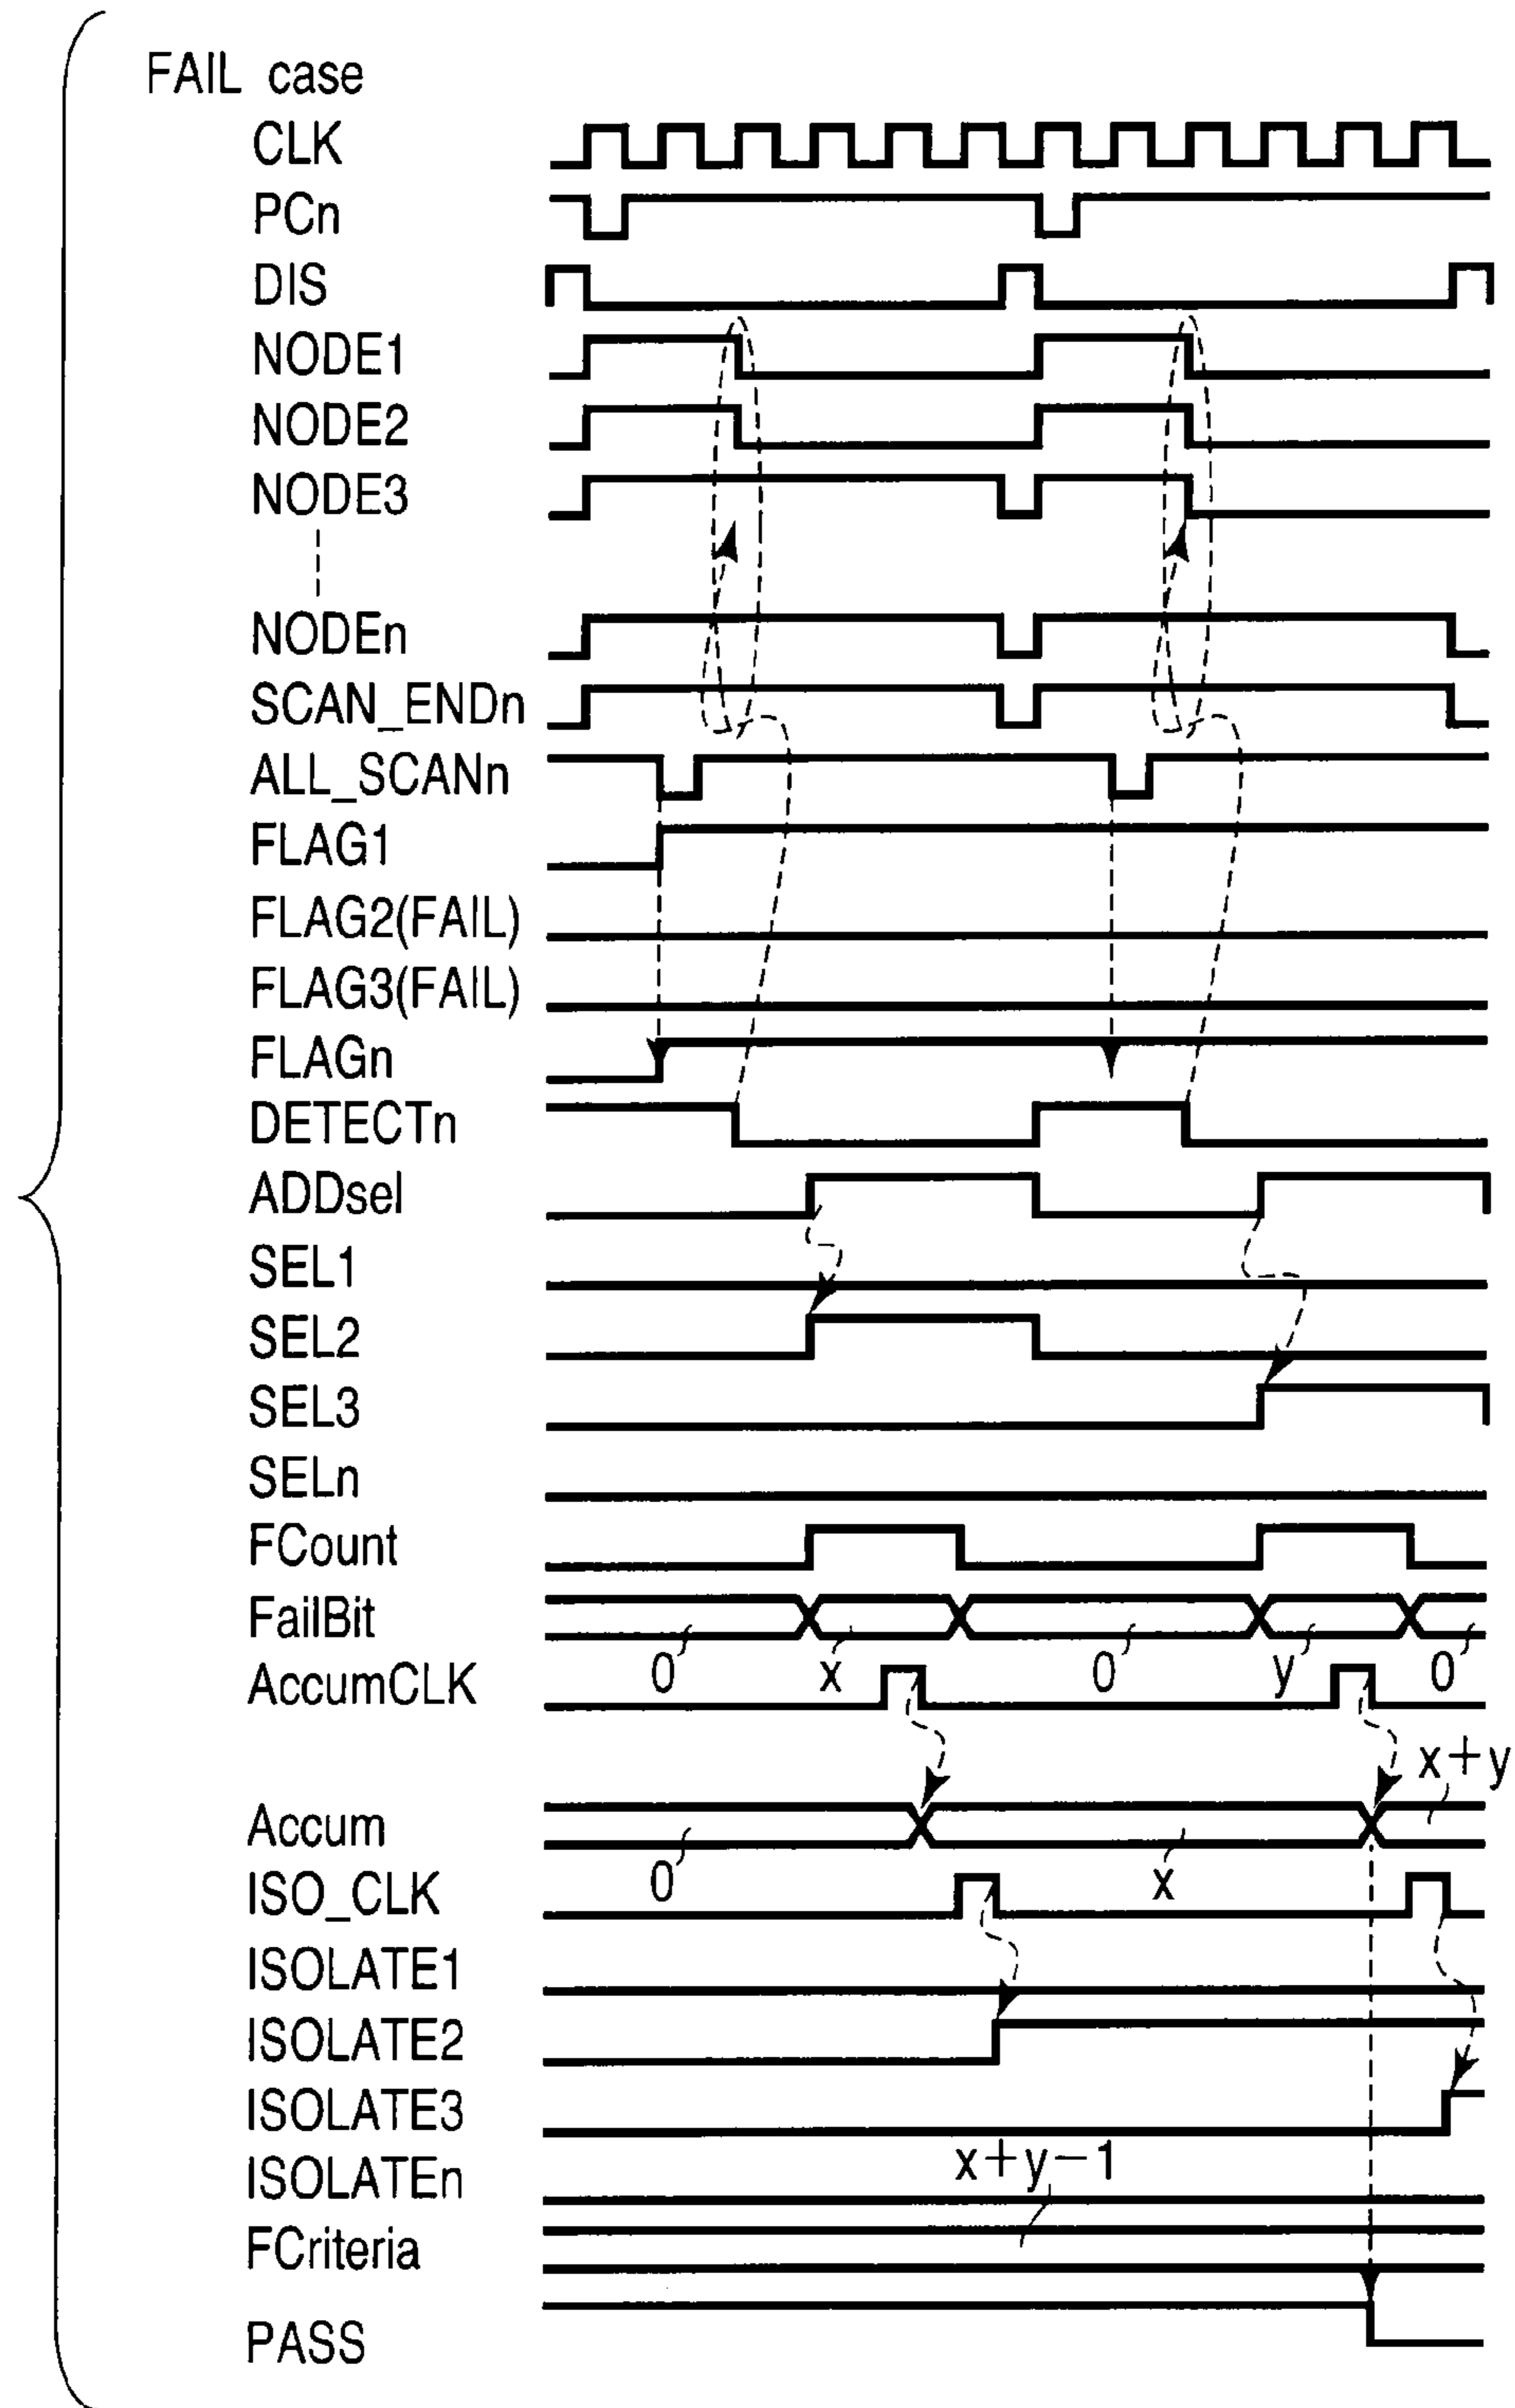 FAIL case
CLK
PCn
DIS
NODE1
NODE2
NODE3
NODEn
SCAN_ENDn
ALL_SCANn
FLAG1
FLAG2(FAIL)
FLAG3(FAIL)
FLAGn
DETECTn
ADDsel
SEL1
SEL2
SEL3
SELn
FCount
FailBit
0 x 0 y 0
AccumCLK
x+y
Accum
0 x
ISO_CLK
ISOLATE1
ISOLATE2
ISOLATE3
x+y-1
ISOLATEn
FCriteria
PASS